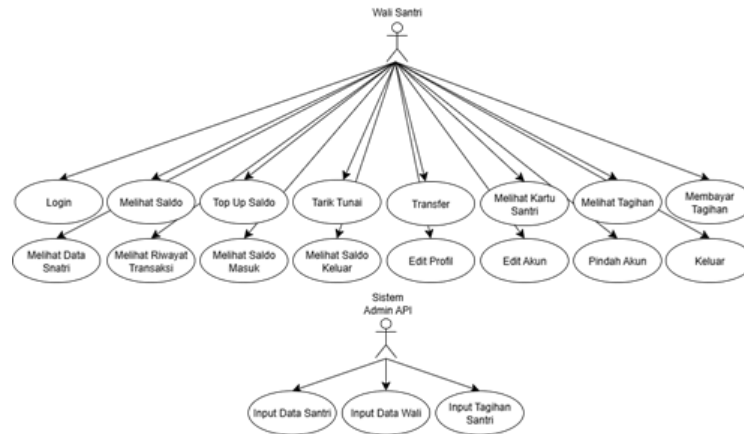 Wali Santri
Login
Melihat Saldo
Top Up Saldo
Tarik Tunai
Transfer
Melihat Kartu
Santri
Melihat Tagihan
Membayar
Tagihan
Melihat Data
Snatri
Melihat Riwayat
Transaksi
Melihat Saldo
Masuk
Melihat Saldo
Keluar
Edit Profil
Edit Akun
Pindah Akun
Keluar
Sistem
Admin API
Input Data Santri
Input Data Wali
Input Tagihan
Santri